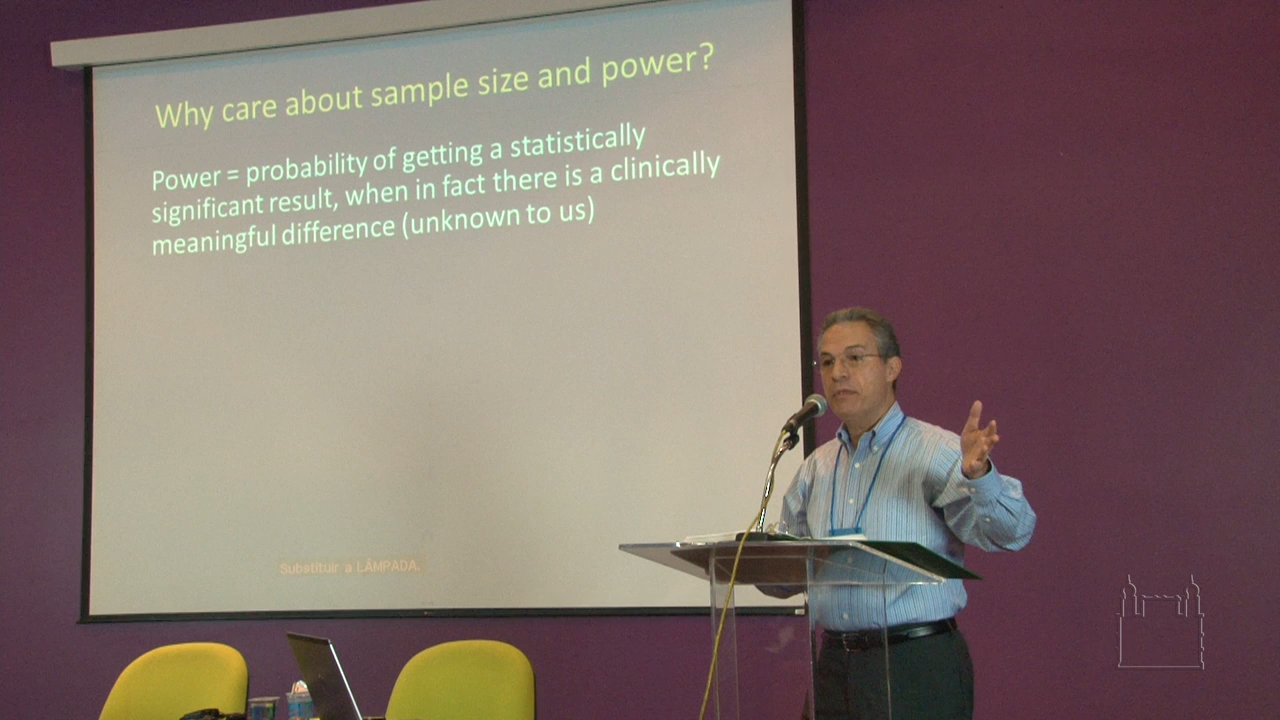 Why care about sample size and power?
Power = probability of getting a statistically
significant result, when in fact there is a clinically
meaningful difference (unknown to us)
Substituir a LÂMPADA.